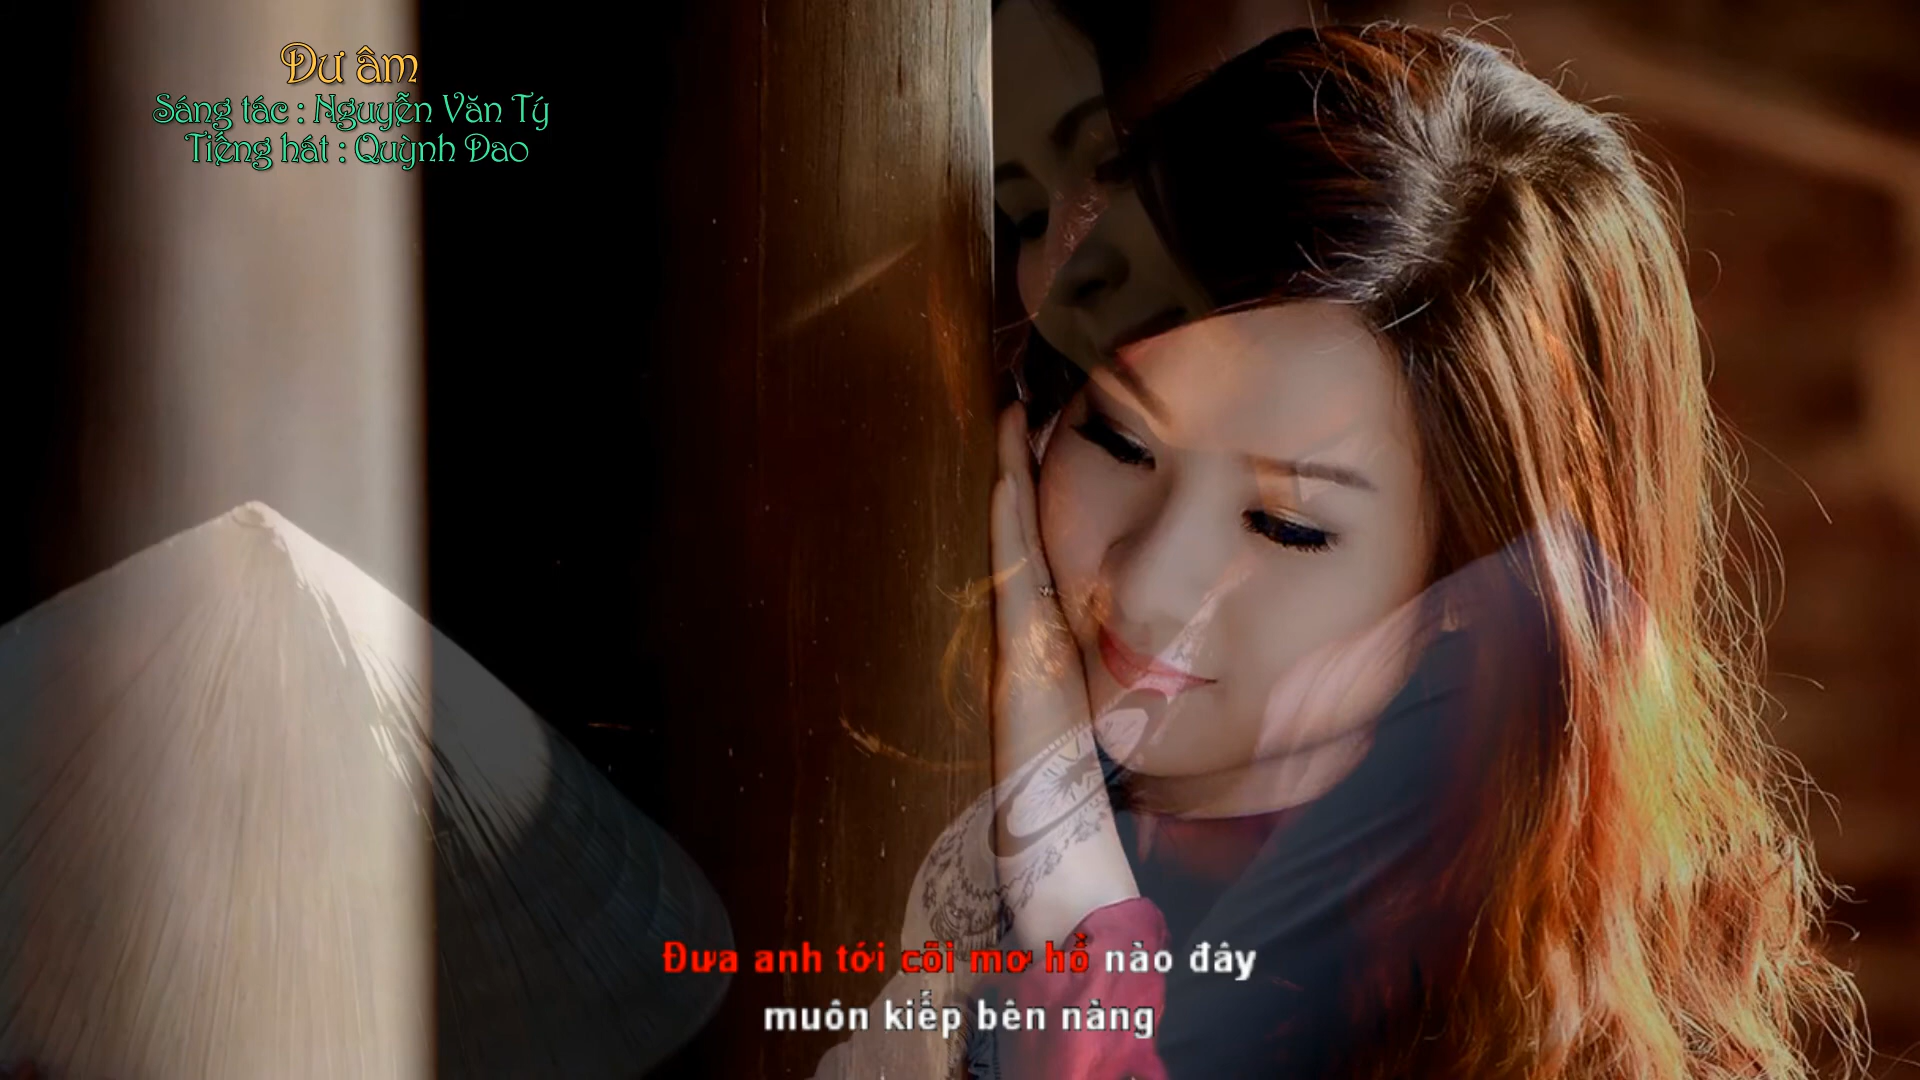 Dư âm
Sáng tác : Nguyễn Văn Tý
Tiếng hát : Quỳnh Dao
Đưa anh tới cõi mơ hồ nào đây
muôn kiếp bên nàng